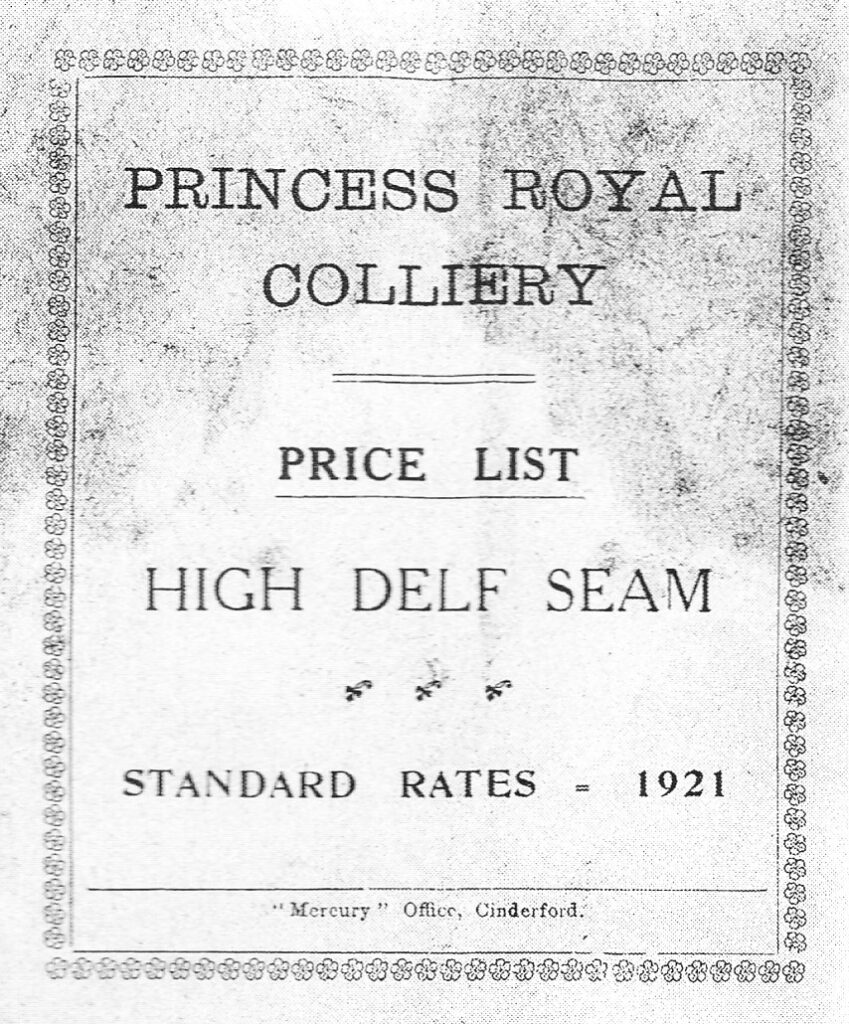 PRINCESS ROYAL
COLLIERY
PRICE LIST
HIGH DELF SEAM
STANDARD RATES = 1921
"Mercury" Office, Cinderford.